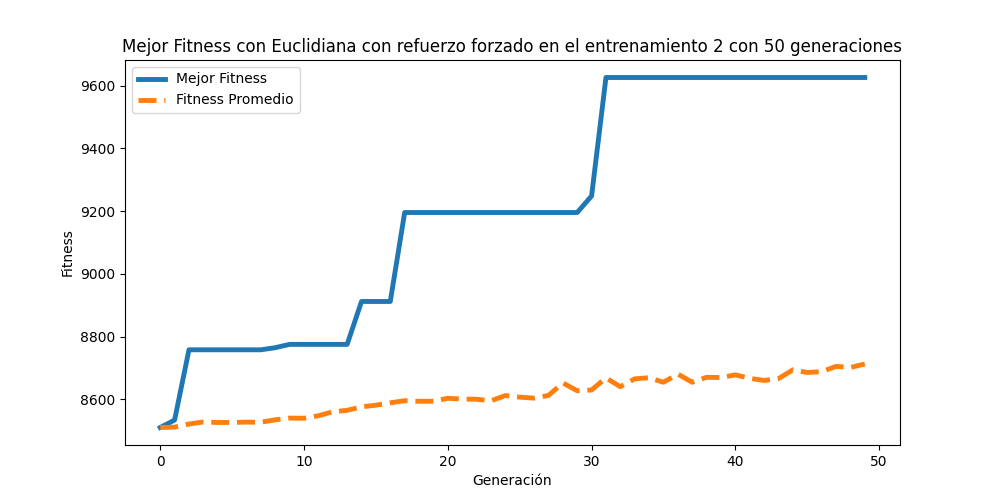 Mejor Fitness con Euclidiana con refuerzo forzado en el entrenamiento 2 con 50 generaciones
Mejor Fitness
Fitness Promedio
Fitness
9600
9400
9200
9000
8800
8600
0 10 20 30 40 50
Generación